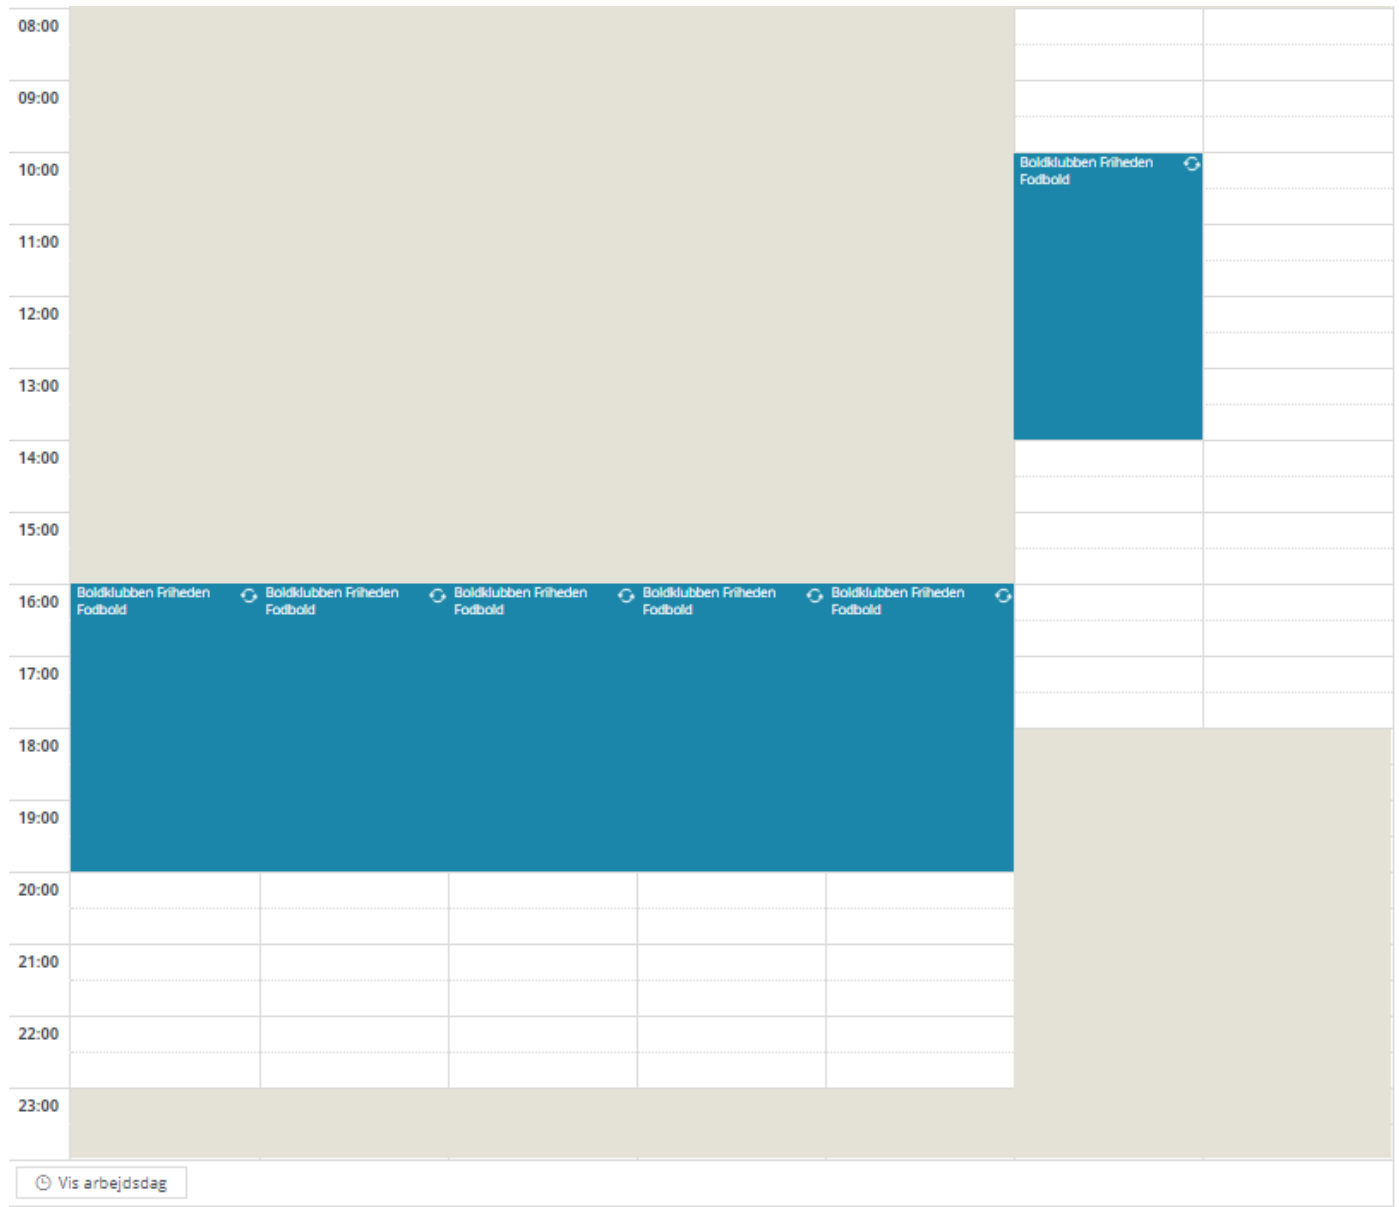 08:00
09:00
10:00
Boldklubben Friheden
Fodbold
11:00
12:00
13:00
14:00
15:00
16:00
Boldklubben Friheden
Fodbold
Boldklubben Friheden
Fodbold
Boldklubben Friheden
Fodbold
Boldklubben Friheden
Fodbold
Boldklubben Friheden
Fodbold
17:00
18:00
19:00
20:00
21:00
22:00
23:00
Vis arbejdsdag